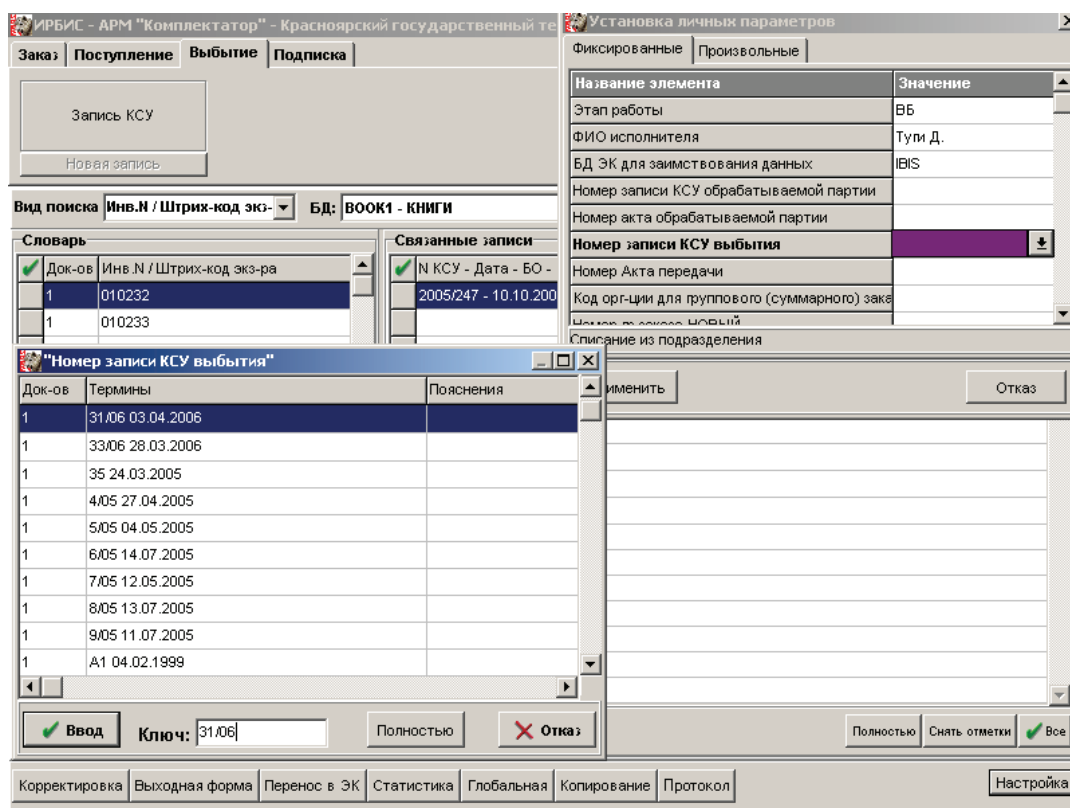 ИРБИС - АРМ "Комплектатор" - Красноярский государственный те
Заказ Поступление Выбытие Подписка
Запись КСУ
Новая запись
Вид поиска Инв.N / Штрих-код экз- БД: BOOK1 - КНИГИ
Словарь
Док-ов Инв.N / Штрих-код экз-ра
1 010232
1 010233
Связанные записи
N КСУ - Дата - БО -
2005/247 - 10.10.200
Установка личных параметров
Фиксированные Произвольные
Название элемента Значение
Этап работы ВБ
ФИО исполнителя Тупи Д.
БД ЭК для заимствования данных IBIS
Номер записи КСУ обрабатываемой партии
Номер акта обрабатываемой партии
Номер записи КСУ выбытия
Номер Акта передачи
Код орг-ции для группового (суммарного) зака
НОВЫЙ
Списание из подразделения
именить Отказ
"Номер записи КСУ выбытия"
Док-ов Термины Пояснения
1 31/06 03.04.2006
1 33/06 28.03.2006
1 35 24.03.2005
1 4/05 27.04.2005
1 5/05 04.05.2005
1 6/05 14.07.2005
1 7/05 12.05.2005
1 8/05 13.07.2005
1 9/05 11.07.2005
1 А1 04.02.1999
Ввод Ключ: 31/06 Полностью Отказ
Полностью Снять отметки Все
Корректировка Выходная форма Перенос в ЭК Статистика Глобальная Копирование Протокол Настройка